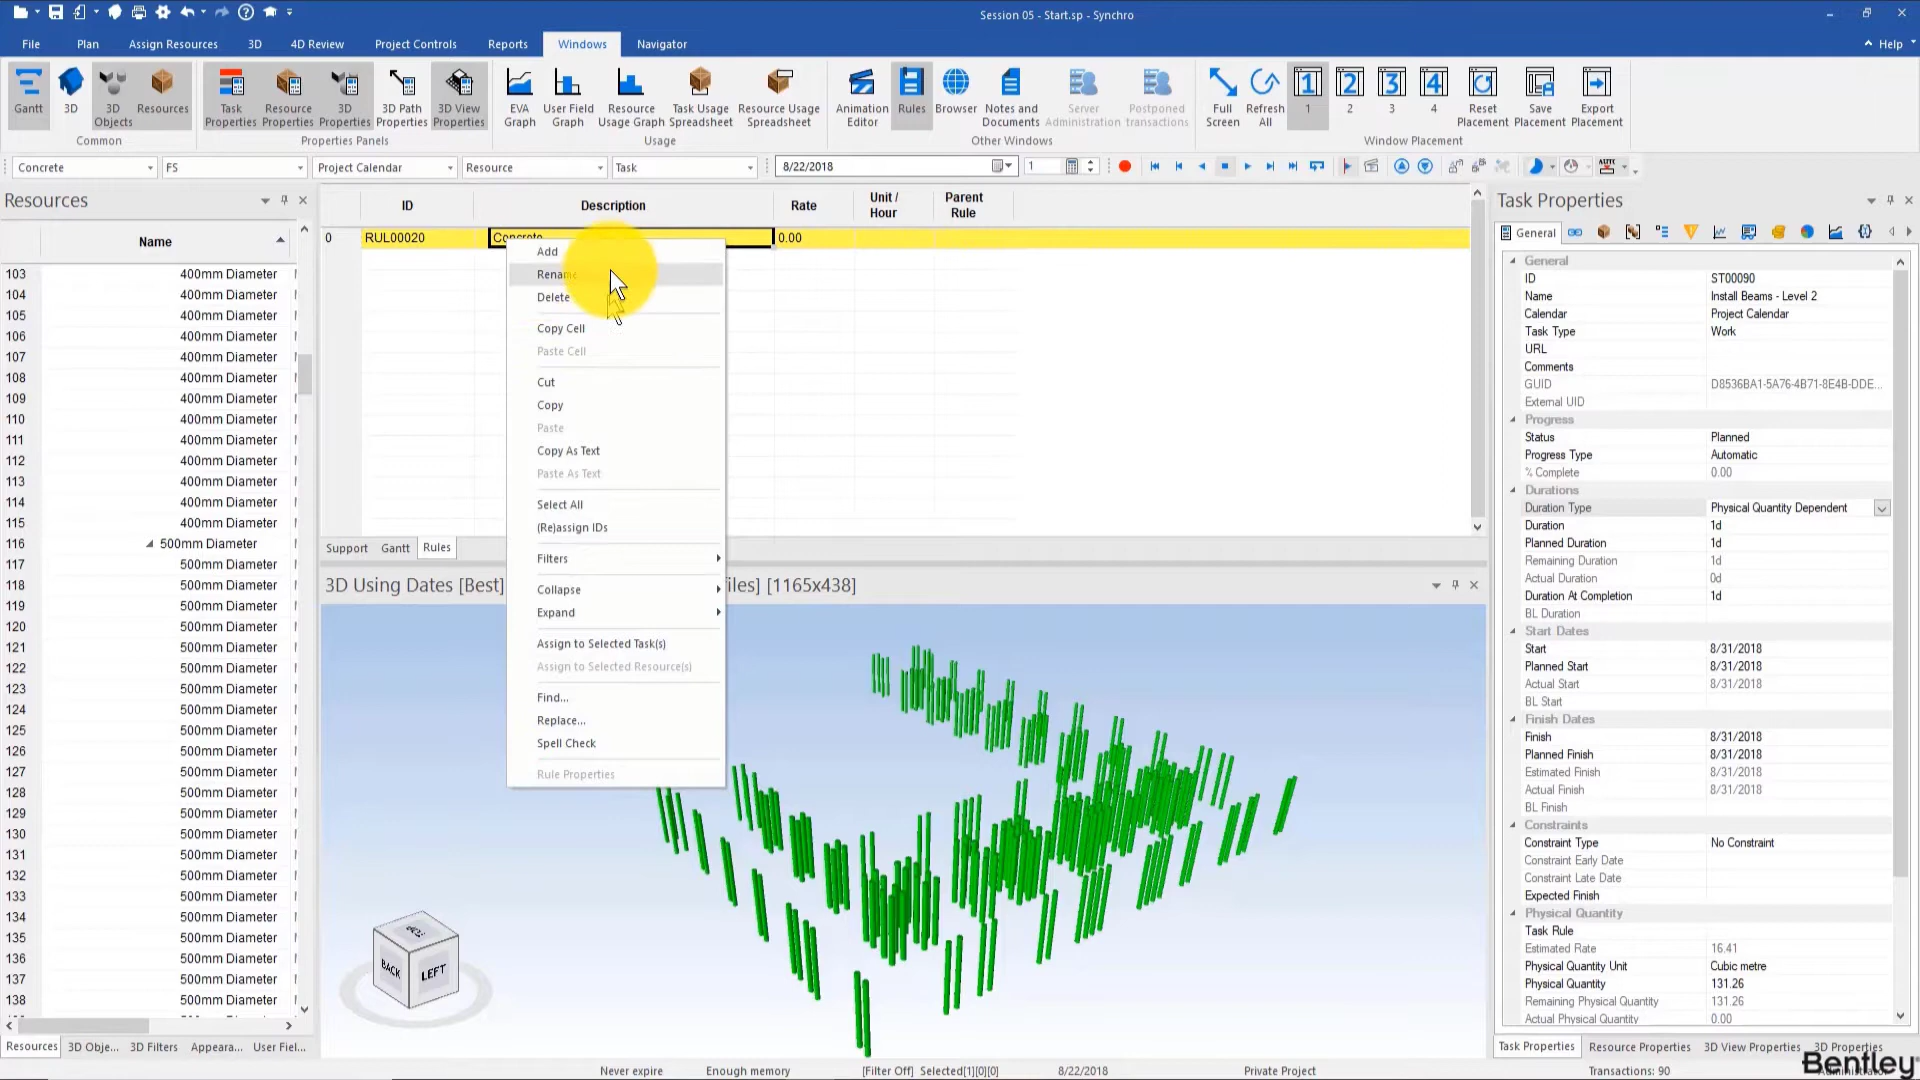 Session 05 - Start.sp - Synchro
File Plan Assign Resources 3D 4D Review Project Controls Reports Windows Navigator Help
Gantt 3D 3D Objects Resources
Common
Task Properties Resource Properties 3D Properties 3D Path Properties 3D View Properties
Properties Panels
EVA Graph User Field Graph Resource Usage Graph Task Usage Spreadsheet Resource Usage Spreadsheet
Usage
Animation Editor Rules Browser Notes and Documents Server Administration Postponed transactions
Other Windows
Full Screen Refresh All 1 2 3 4 Reset Placement Save Placement Export Placement
Window Placement
Concrete FS Project Calendar Resource Task 8/22/2018 1
Resources
Name
103 400mm Diameter
104 400mm Diameter
105 400mm Diameter
106 400mm Diameter
107 400mm Diameter
108 400mm Diameter
109 400mm Diameter
110 400mm Diameter
111 400mm Diameter
112 400mm Diameter
113 400mm Diameter
114 400mm Diameter
115 400mm Diameter
116 500mm Diameter
117 500mm Diameter
118 500mm Diameter
119 500mm Diameter
120 500mm Diameter
121 500mm Diameter
122 500mm Diameter
123 500mm Diameter
124 500mm Diameter
125 500mm Diameter
126 500mm Diameter
127 500mm Diameter
128 500mm Diameter
129 500mm Diameter
130 500mm Diameter
131 500mm Diameter
132 500mm Diameter
133 500mm Diameter
134 500mm Diameter
135 500mm Diameter
136 500mm Diameter
137 500mm Diameter
138 500mm Diameter
Resources 3D Obje... 3D Filters Appeara... User Fiel...
ID Description Rate Unit / Hour Parent Rule
0 RUL00020 Concrete 0.00
Add
Rename
Delete
Copy Cell
Paste Cell
Cut
Copy
Paste
Copy As Text
Paste As Text
Select All
(Re)assign IDs
Filters
Collapse
Expand
Assign to Selected Task(s)
Assign to Selected Resource(s)
Find...
Replace...
Spell Check
Rule Properties
Support Gantt Rules
3D Using Dates [Best] files] [1165x438]
BACK LEFT
Task Properties
General
General
ID ST00090
Name Install Beams - Level 2
Calendar Project Calendar
Task Type Work
URL
Comments
GUID D8536BA1-5A76-4B71-8E4B-DDE...
External UID
Progress
Status Planned
Progress Type Automatic
% Complete 0.00
Durations
Duration Type Physical Quantity Dependent
Duration 1d
Planned Duration 1d
Remaining Duration 1d
Actual Duration 0d
Duration At Completion 1d
BL Duration
Start Dates
Start 8/31/2018
Planned Start 8/31/2018
Actual Start 8/31/2018
BL Start
Finish Dates
Finish 8/31/2018
Planned Finish 8/31/2018
Estimated Finish 8/31/2018
Actual Finish 8/31/2018
BL Finish
Constraints
Constraint Type No Constraint
Constraint Early Date
Constraint Late Date
Expected Finish
Physical Quantity
Task Rule
Estimated Rate 16.41
Physical Quantity Unit Cubic metre
Physical Quantity 131.26
Remaining Physical Quantity 131.26
Actual Physical Quantity 0.00
Task Properties Resource Properties 3D View Properties 3D Properties
Bentley
Never expire Enough memory [Filter Off] Selected[1][0][0] 8/22/2018 Private Project Transactions: 90